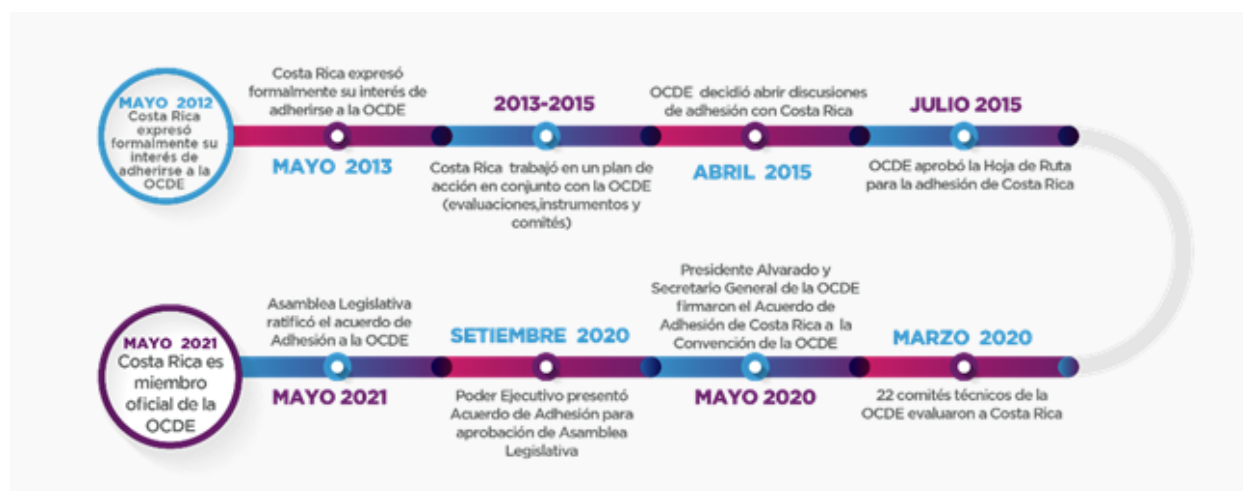 MAYO 2012
Costa Rica
expresó
formalmente su
interés de
adherirse a la
OCDE
Costa Rica expresó
formalmente su interés de
adherirse a la OCDE
MAYO 2013
2013-2015
Costa Rica trabajó en un plan de
acción en conjunto con la OCDE
(evaluaciones,instrumentos y
comités)
OCDE decidió abrir discusiones
de adhesión con Costa Rica
ABRIL 2015
JULIO 2015
OCDE aprobó la Hoja de Ruta
para la adhesión de Costa Rica
MARZO 2020
22 comités técnicos de la
OCDE evaluaron a Costa Rica
Presidente Alvarado y
Secretario General de la OCDE
firmaron el Acuerdo de
Adhesión de Costa Rica a la
Convención de la OCDE
MAYO 2020
SETIEMBRE 2020
Poder Ejecutivo presentó
Acuerdo de Adhesión para
aprobación de Asamblea
Legislativa
Asamblea Legislativa
ratificó el acuerdo de
Adhesión a la OCDE
MAYO 2021
MAYO 2021
Costa Rica es
miembro
oficial de la
OCDE